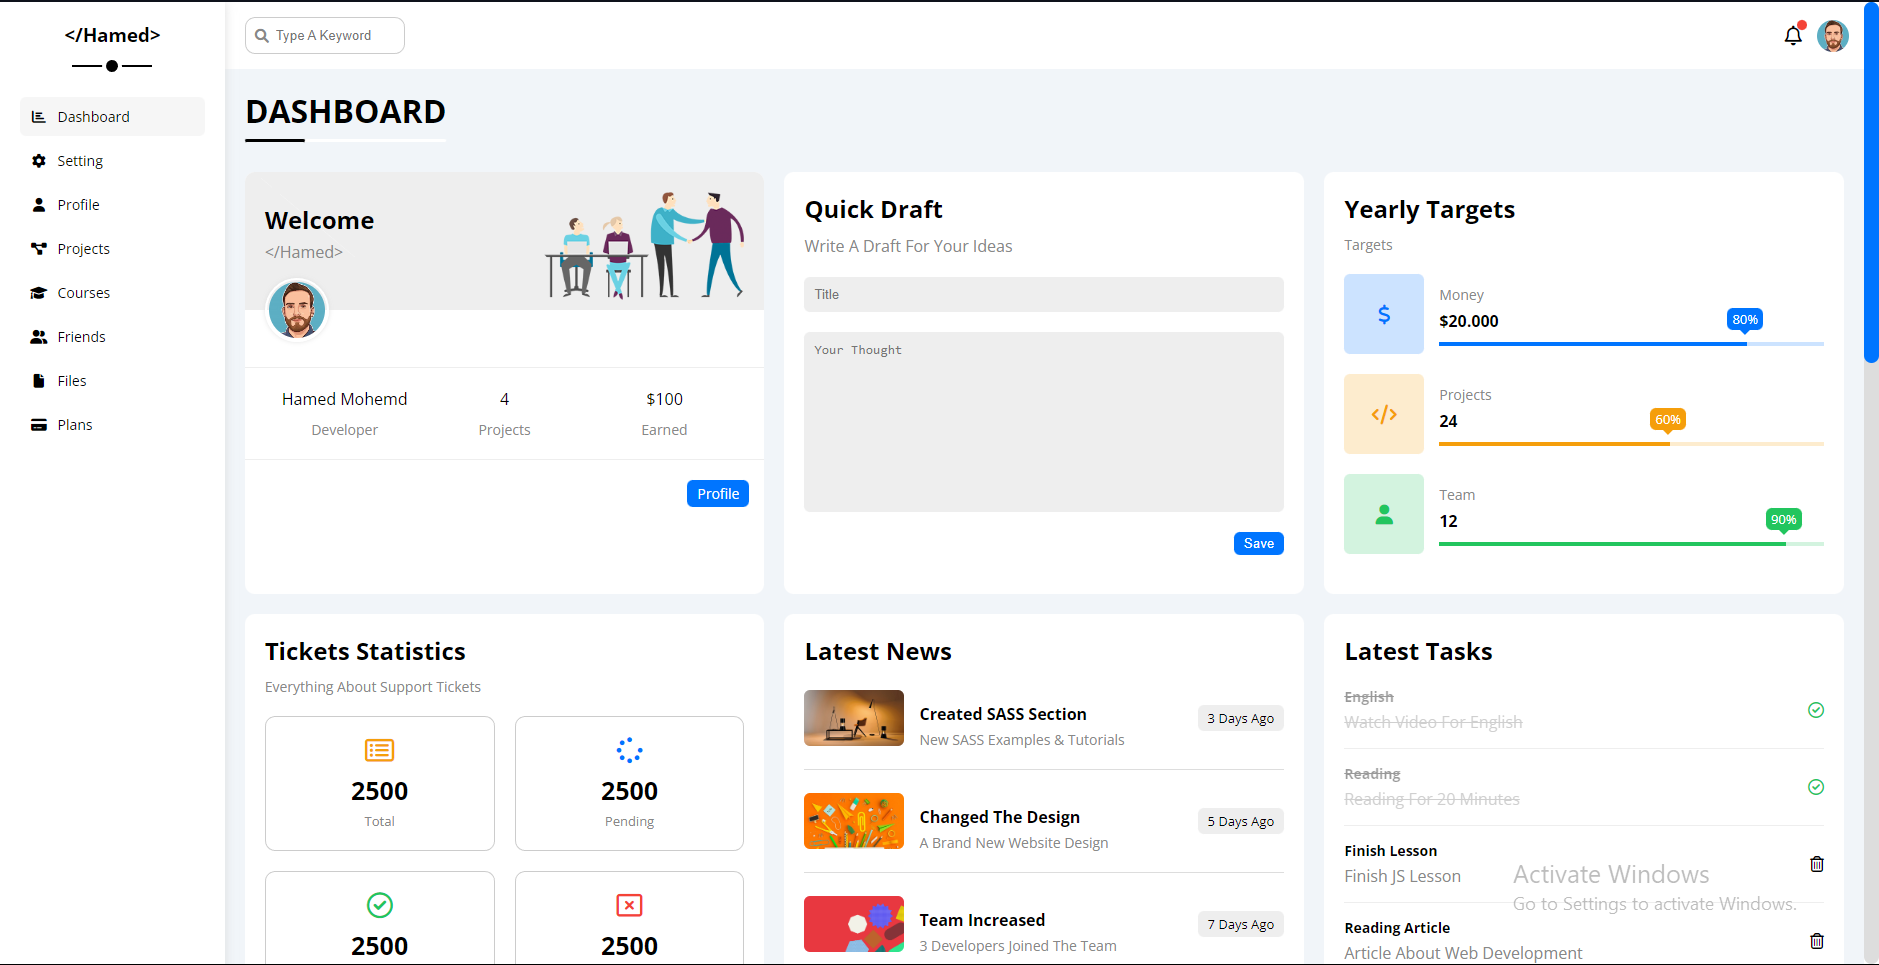 </Hamed>
Type A Keyword
Dashboard
Setting
Profile
Projects
Courses
Friends
Files
Plans
DASHBOARD
Welcome
</Hamed>
Hamed Mohemd
Developer
4
Projects
$100
Earned
Profile
Quick Draft
Write A Draft For Your Ideas
Title
Your Thought
Save
Yearly Targets
Targets
Money
$20.000
80%
Projects
24
60%
Team
12
90%
Tickets Statistics
Everything About Support Tickets
2500
Total
2500
Pending
2500
2500
Latest News
Created SASS Section
New SASS Examples & Tutorials
3 Days Ago
Changed The Design
A Brand New Website Design
5 Days Ago
Team Increased
3 Developers Joined The Team
7 Days Ago
Latest Tasks
English
Watch Video For English
Reading
Reading For 20 Minutes
Finish Lesson
Finish JS Lesson
Reading Article
Article About Web Development
Activate Windows
Go to Settings to activate Windows.